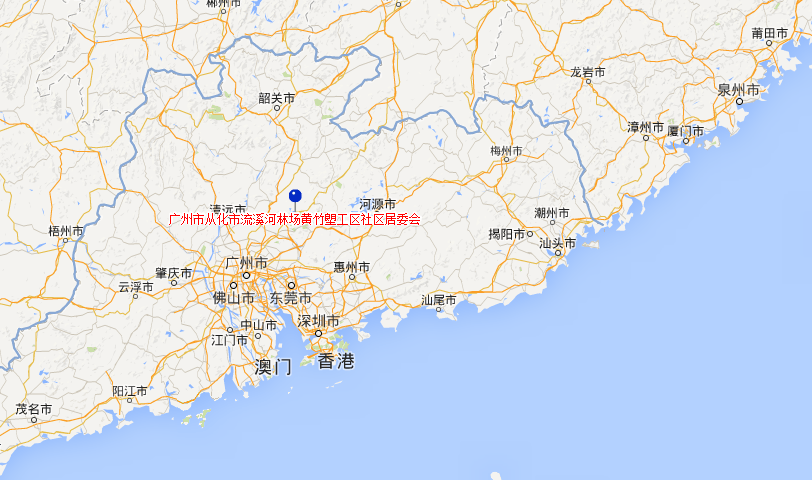 郴州市
莆田市
龙岩市
泉州市
韶关市
漳州市
厦门市
梅州市
清远市
河源市
广州市从化市流溪河林场黄竹塱工区社区居委会
潮州市
梧州市
揭阳市
汕头市
广州市
惠州市
肇庆市
云浮市
佛山市
东莞市
汕尾市
深圳市
中山市
江门市
香港
澳门
阳江市
茂名市